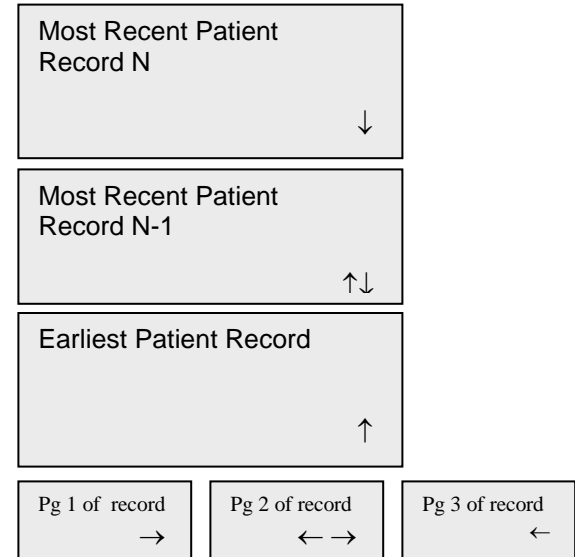 Most Recent Patient
Record N
↓
Most Recent Patient
Record N-1
↑↓
Earliest Patient Record
↑
Pg 1 of record
→
Pg 2 of record
← →
Pg 3 of record
←